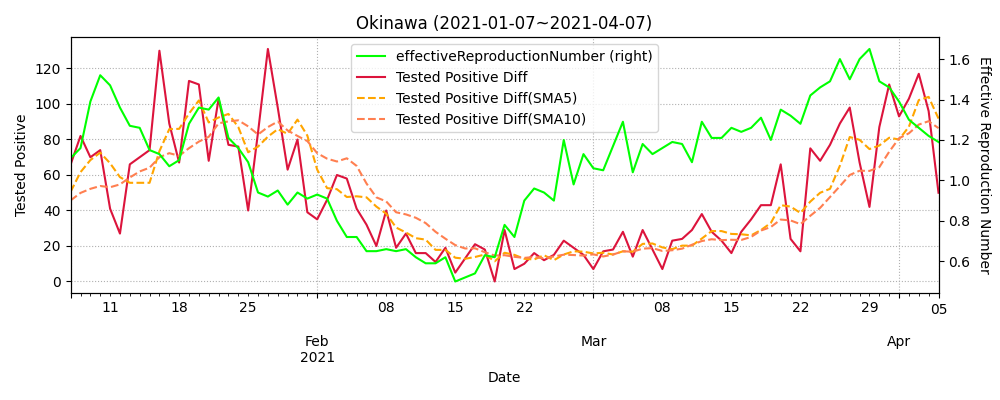 Okinawa (2021-01-07~2021-04-07)
effectiveReproductionNumber (right)
Tested Positive Diff
Tested Positive Diff(SMA5)
Tested Positive Diff(SMA10)
Tested Positive
120
100
80
60
40
20
0
1.6
1.4
1.2
1.0
0.8
0.6
Effective Reproduction Number
11 18 25 08 15 22 08 15 22 29 05
Feb Mar Apr
2021
Date